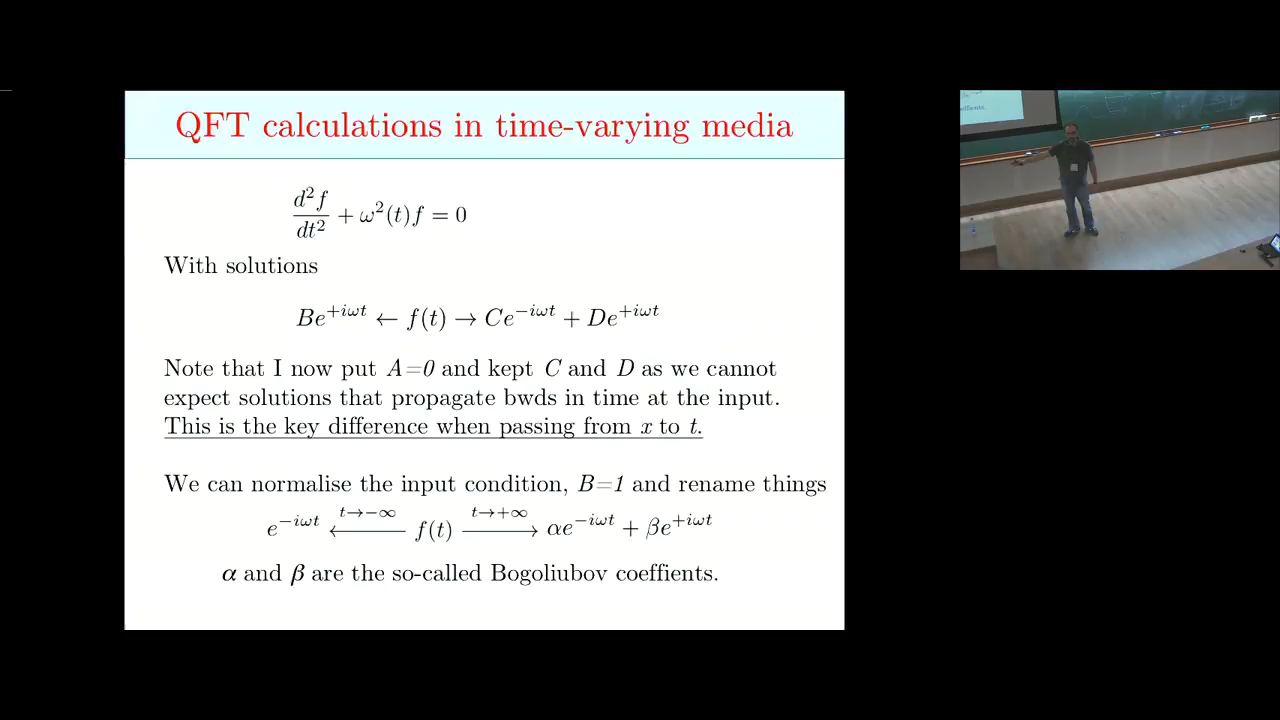 QFT calculations in time-varying media
d²f/dt² + ω²(t)f = 0
With solutions
Be^{+iωt} ← f(t) → Ce^{−iωt} + De^{+iωt}
Note that I now put A=0 and kept C and D as we cannot
expect solutions that propagate bwds in time at the input.
This is the key difference when passing from x to t.
We can normalise the input condition, B=1 and rename things
e^{−iωt} ←^{t→−∞} f(t) →^{t→+∞} αe^{−iωt} + βe^{+iωt}
α and β are the so-called Bogoliubov coeffients.